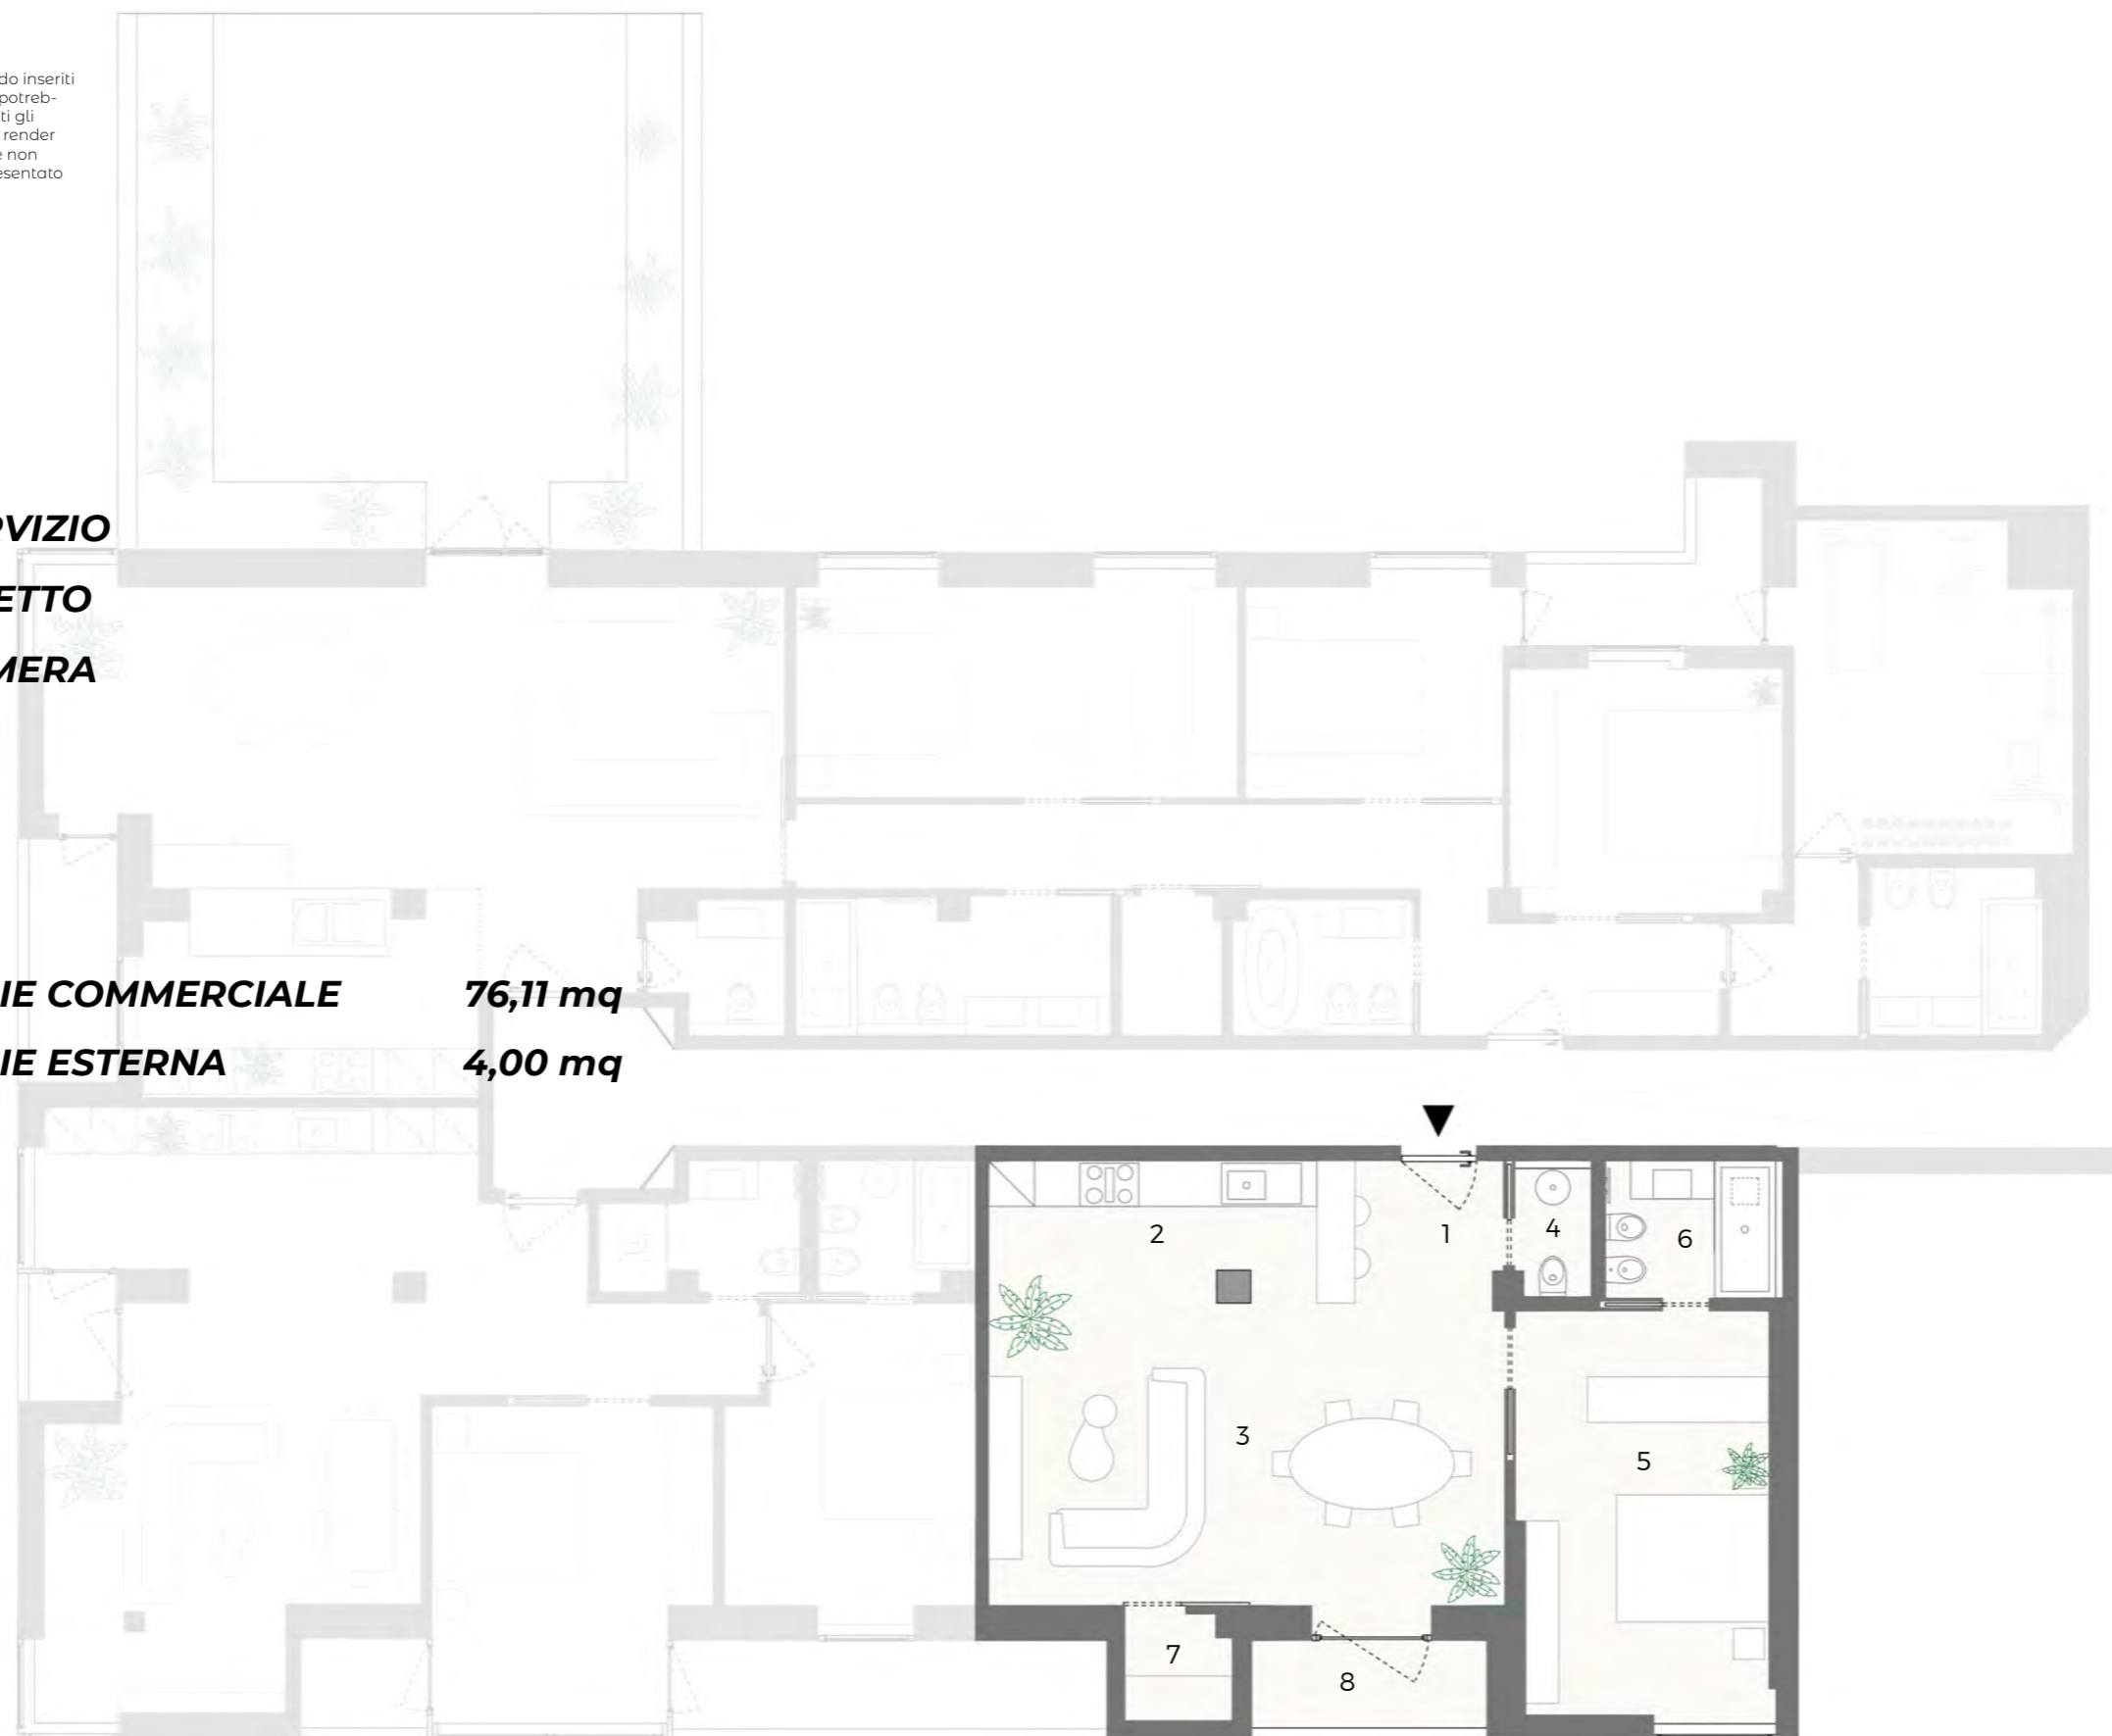 do inseriti
potreb-
ti gli
render
e non
esentato
RVIZIO
ETTO
MERA
IE COMMERCIALE 76,11 mq
IE ESTERNA 4,00 mq
1
2
3
4
5
6
7
8